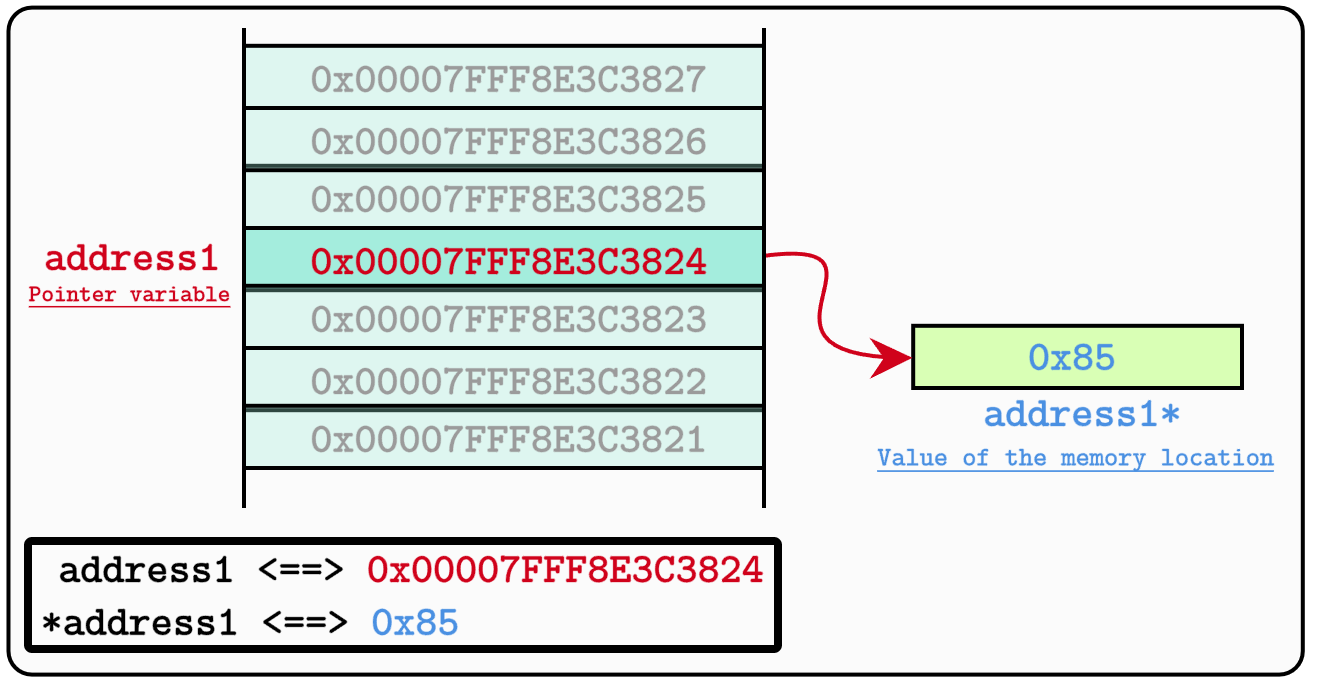 0x00007FFF8E3C3827
0x00007FFF8E3C3826
0x00007FFF8E3C3825
address1
0x00007FFF8E3C3824
Pointer variable
0x00007FFF8E3C3823
0x00007FFF8E3C3822
0x00007FFF8E3C3821
0x85
address1*
Value of the memory location
address1 <==> 0x00007FFF8E3C3824
*address1 <==> 0x85